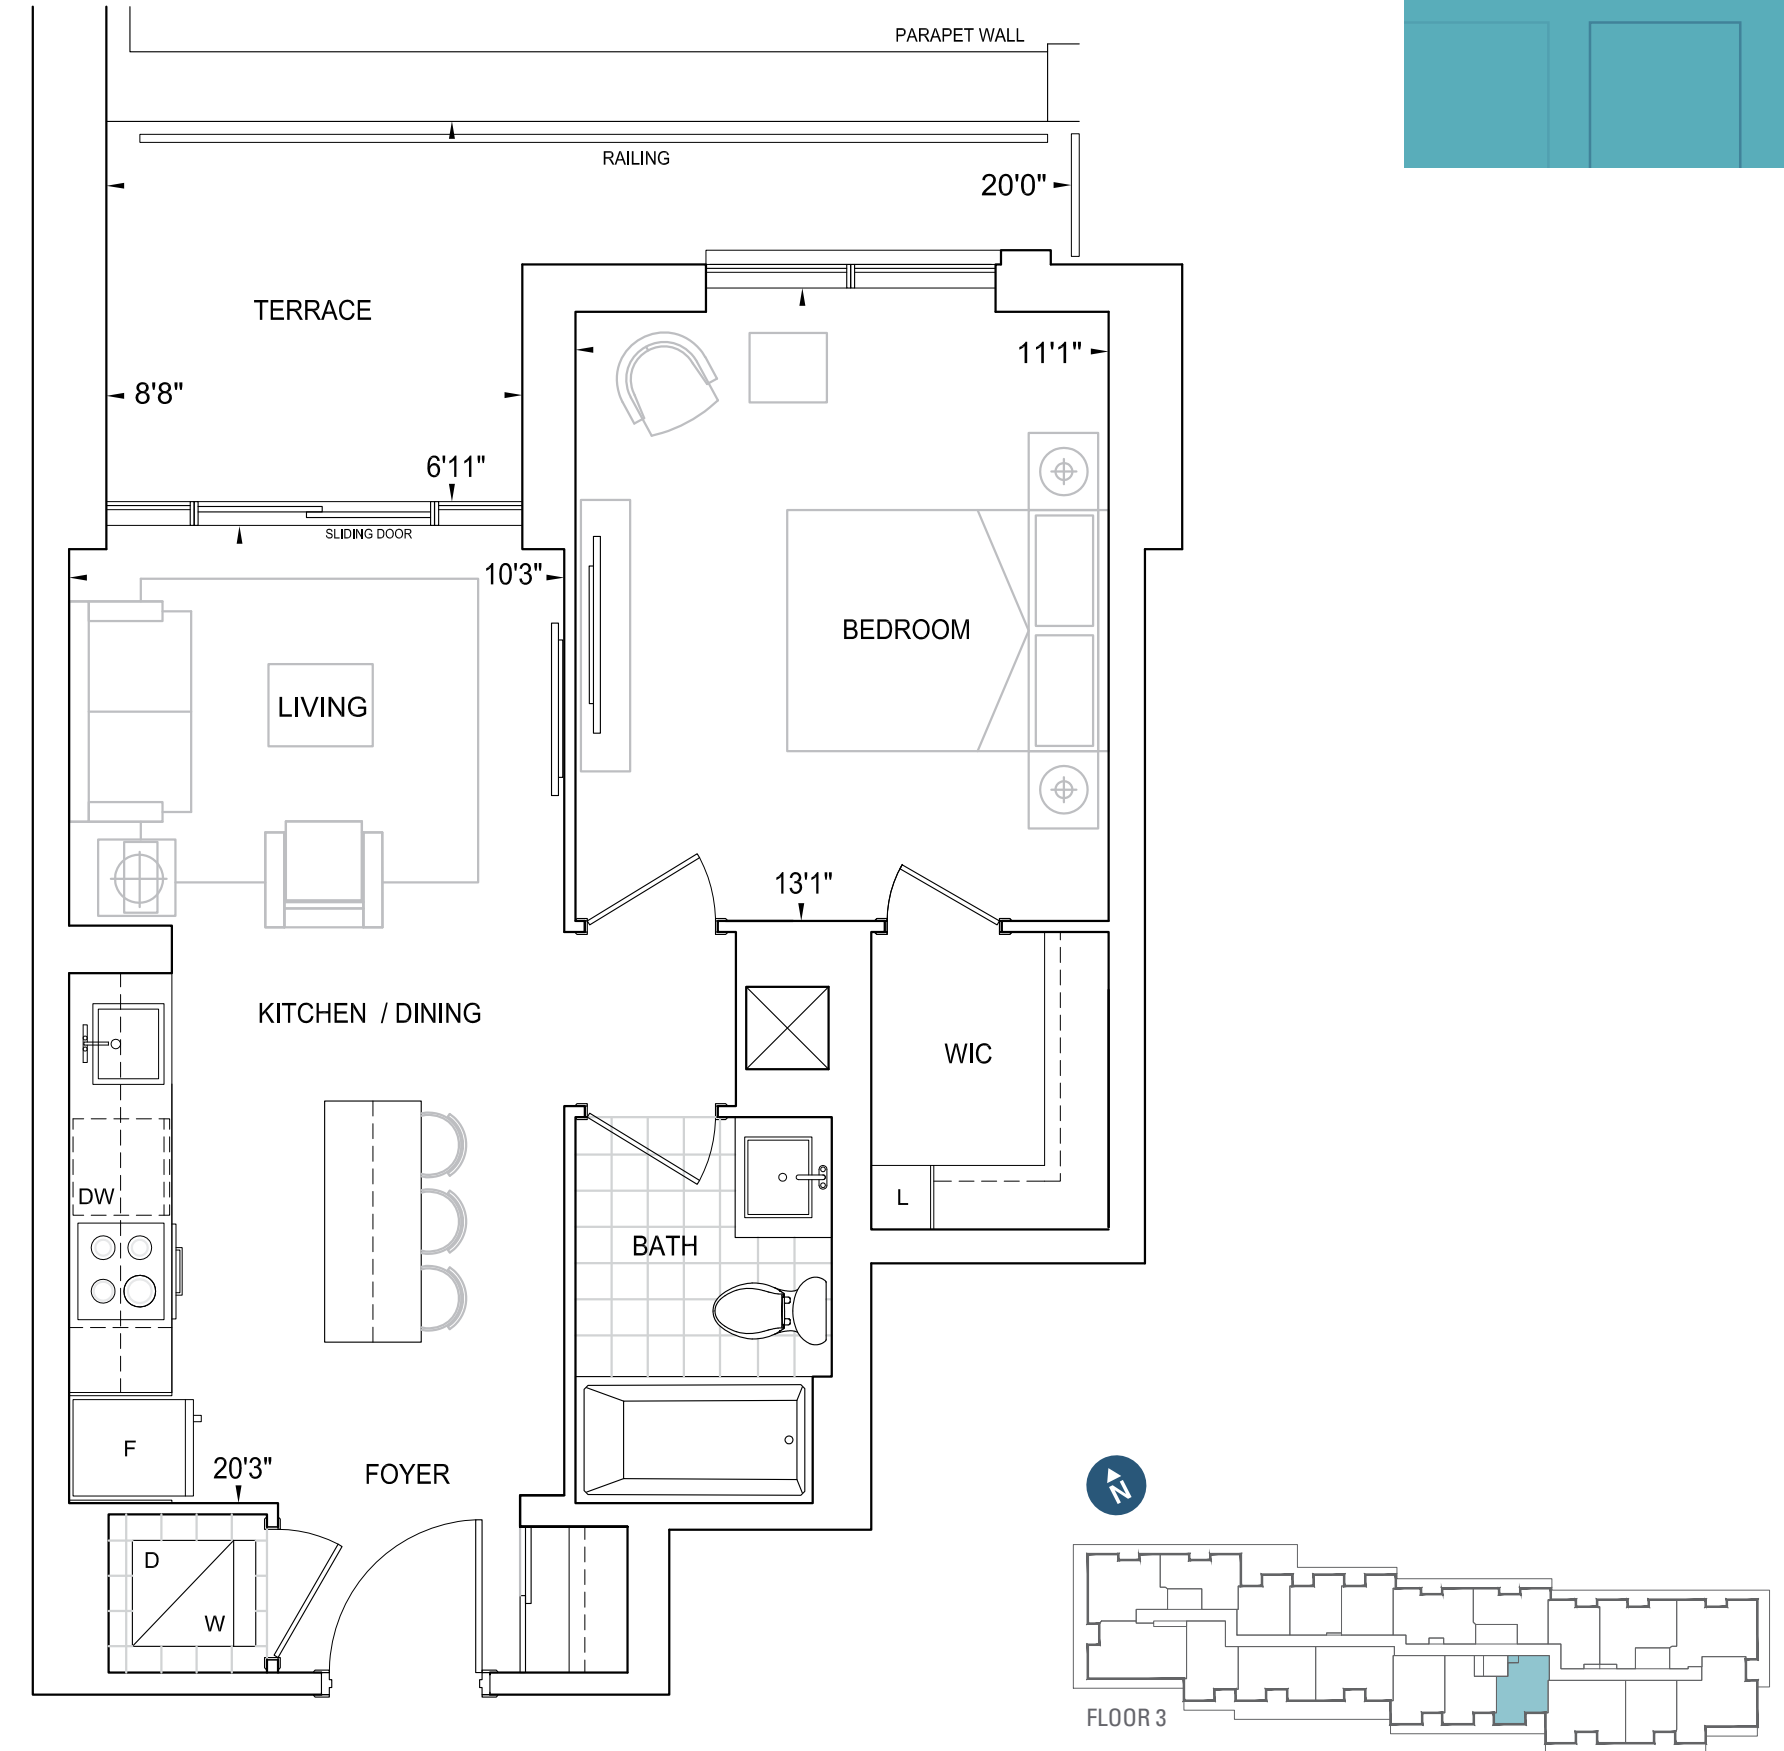 PARAPET WALL
RAILING
20'0"
TERRACE
11'1"
8'8"
6'11"
SLIDING DOOR
10'3"
BEDROOM
LIVING
13'1"
KITCHEN / DINING
WIC
DW
L
BATH
F
20'3"
FOYER
N
D
W
FLOOR 3